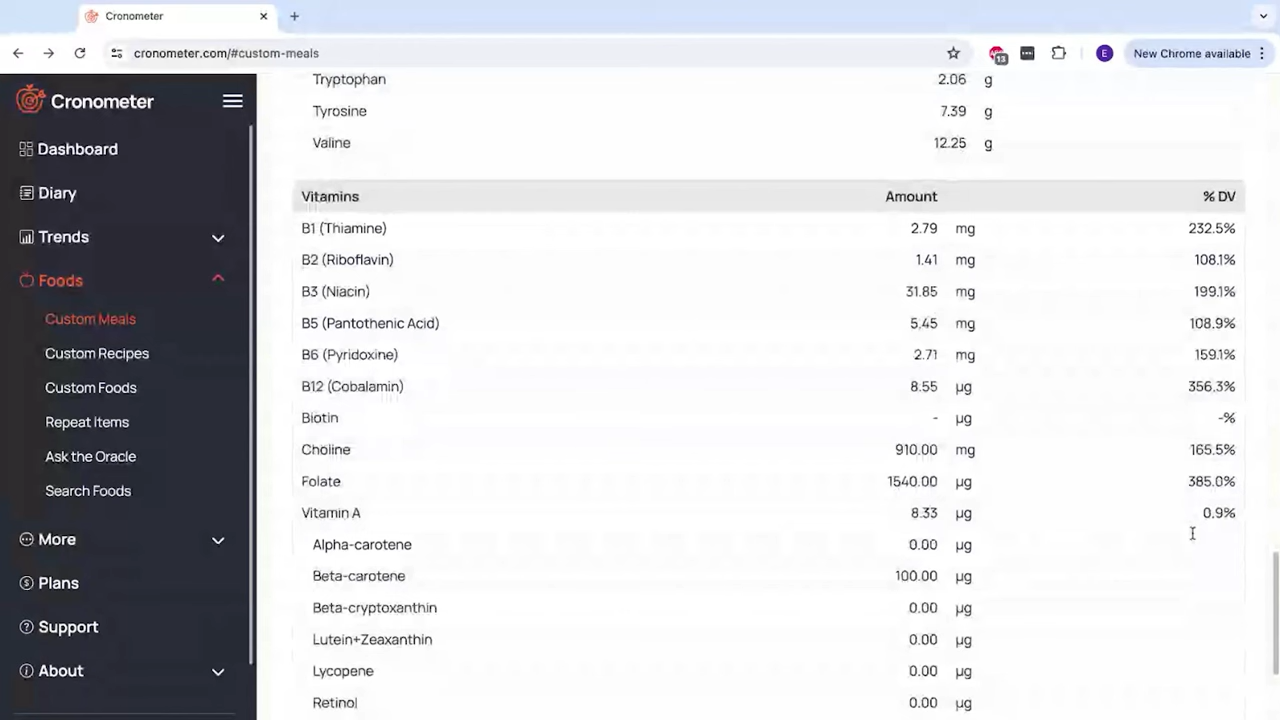 Cronometer
cronometer.com/#custom-meals
13
E
New Chrome available
Cronometer
Dashboard
Diary
Trends
Foods
Custom Meals
Custom Recipes
Custom Foods
Repeat Items
Ask the Oracle
Search Foods
More
Plans
Support
About
Tryptophan 2.06 g
Tyrosine 7.39 g
Valine 12.25 g
Vitamins Amount % DV
B1 (Thiamine) 2.79 mg 232.5%
B2 (Riboflavin) 1.41 mg 108.1%
B3 (Niacin) 31.85 mg 199.1%
B5 (Pantothenic Acid) 5.45 mg 108.9%
B6 (Pyridoxine) 2.71 mg 159.1%
B12 (Cobalamin) 8.55 µg 356.3%
Biotin - µg -%
Choline 910.00 mg 165.5%
Folate 1540.00 µg 385.0%
Vitamin A 8.33 µg 0.9%
Alpha-carotene 0.00 µg
Beta-carotene 100.00 µg
Beta-cryptoxanthin 0.00 µg
Lutein+Zeaxanthin 0.00 µg
Lycopene 0.00 µg
Retinol 0.00 µg